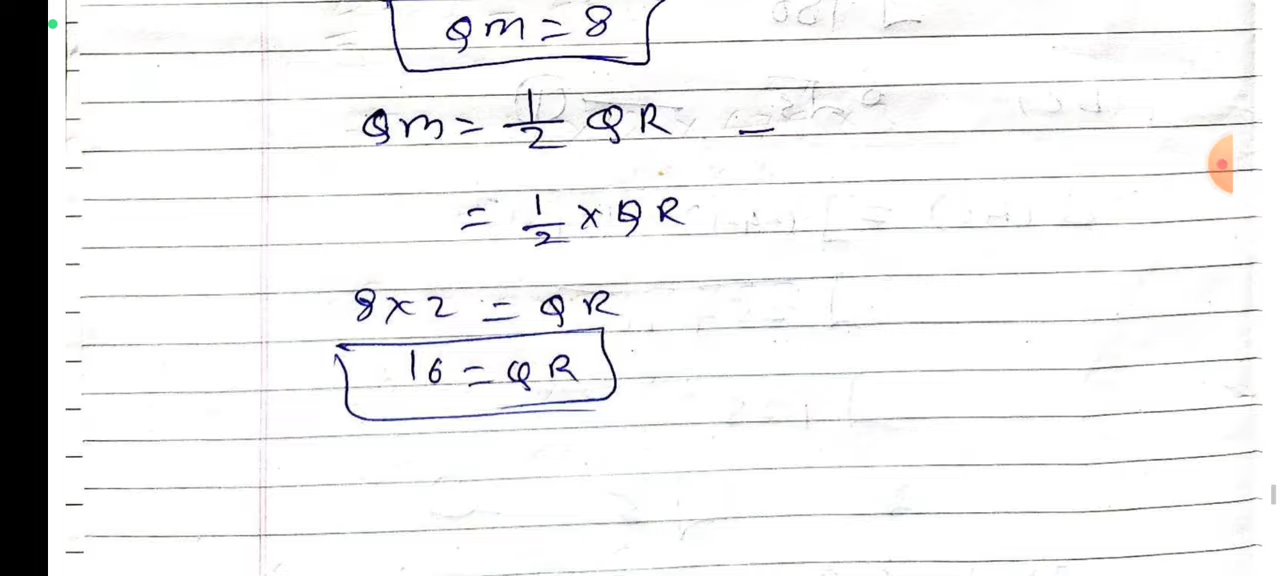 Qm = 8
Qm = 1/2 QR —
= 1/2 × QR
8 × 2 = QR
16 = QR